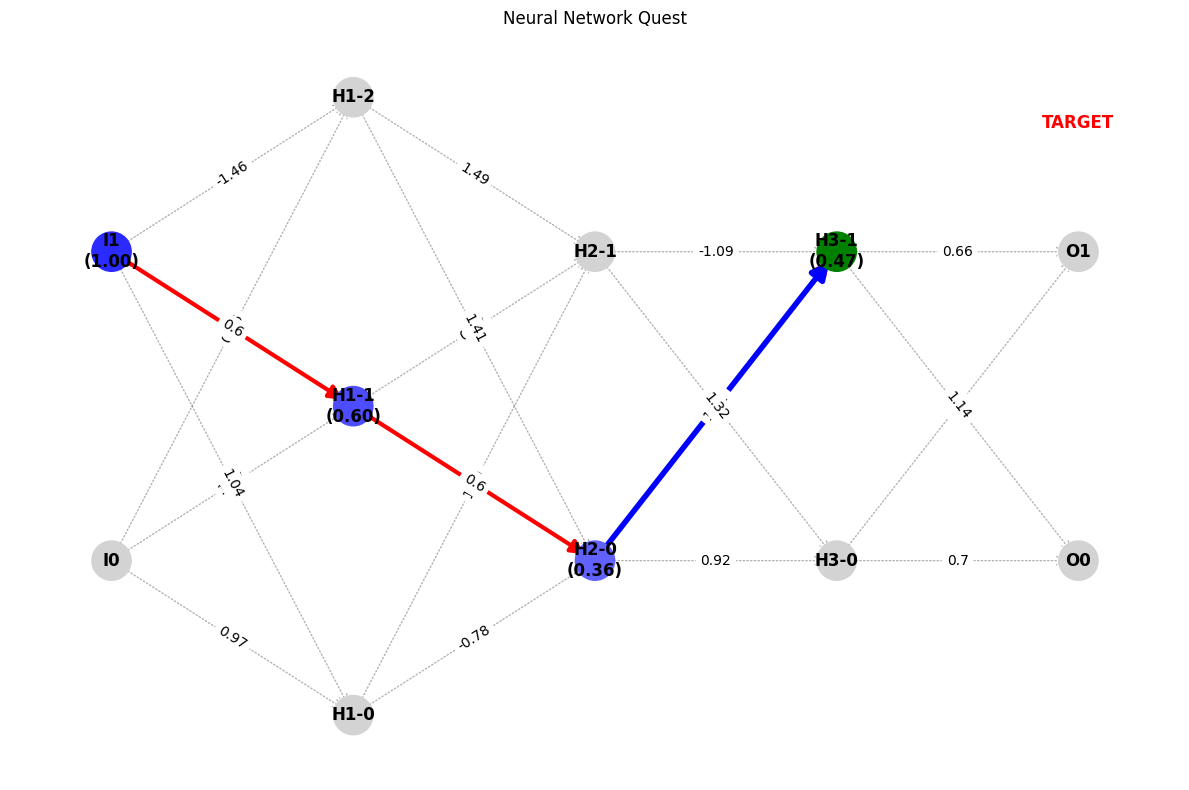 Neural Network Quest
H1-2
TARGET
-1.46
1.49
I1
(1.00)
H2-1
-1.09
H3-1
(0.47)
0.66
O1
0.6
1.41
H1-1
(0.60)
1.32
1.14
1.04
0.6
I0
H2-0
(0.36)
0.92
H3-0
0.7
O0
0.97
-0.78
H1-0